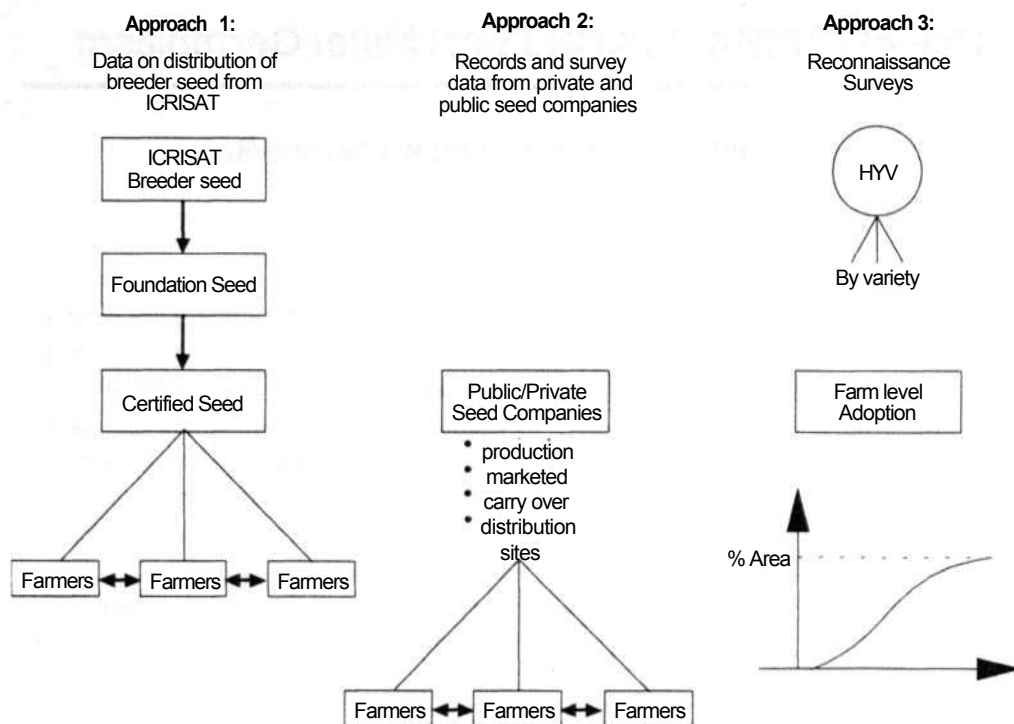 Approach 1:
Data on distribution of
breeder seed from
ICRISAT
ICRISAT
Breeder seed
Foundation Seed
Certified Seed
Farmers
Farmers
Farmers
Approach 2:
Records and survey
data from private and
public seed companies
Public/Private
Seed Companies
• production
• marketed
• carry over
• distribution
sites
Farmers
Farmers
Farmers
Approach 3:
Reconnaissance
Surveys
HYV
By variety
Farm level
Adoption
% Area